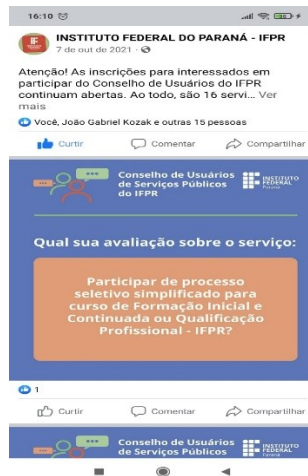 16:10
INSTITUTO FEDERAL DO PARANÁ - IFPR
7 de out de 2021 ·
Atenção! As inscrições para interessados em
participar do Conselho de Usuários do IFPR
continuam abertas. Ao todo, são 16 servi... Ver
mais
Você, João Gabriel Kozak e outras 15 pessoas
Curtir Comentar Compartilhar
Conselho de Usuários
de Serviços Públicos
do IFPR
INSTITUTO
FEDERAL
Paraná
Qual sua avaliação sobre o serviço:
Participar de processo
seletivo simplificado para
curso de Formação Inicial e
Continuada ou Qualificação
Profissional - IFPR?
1
Curtir Comentar Compartilhar
Conselho de Usuários
de Serviços Públicos
INSTITUTO
FEDERAL